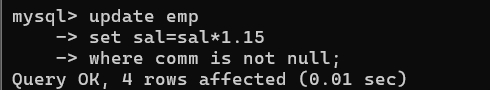 mysql> update emp
    -> set sal=sal*1.15
    -> where comm is not null;
Query OK, 4 rows affected (0.01 sec)